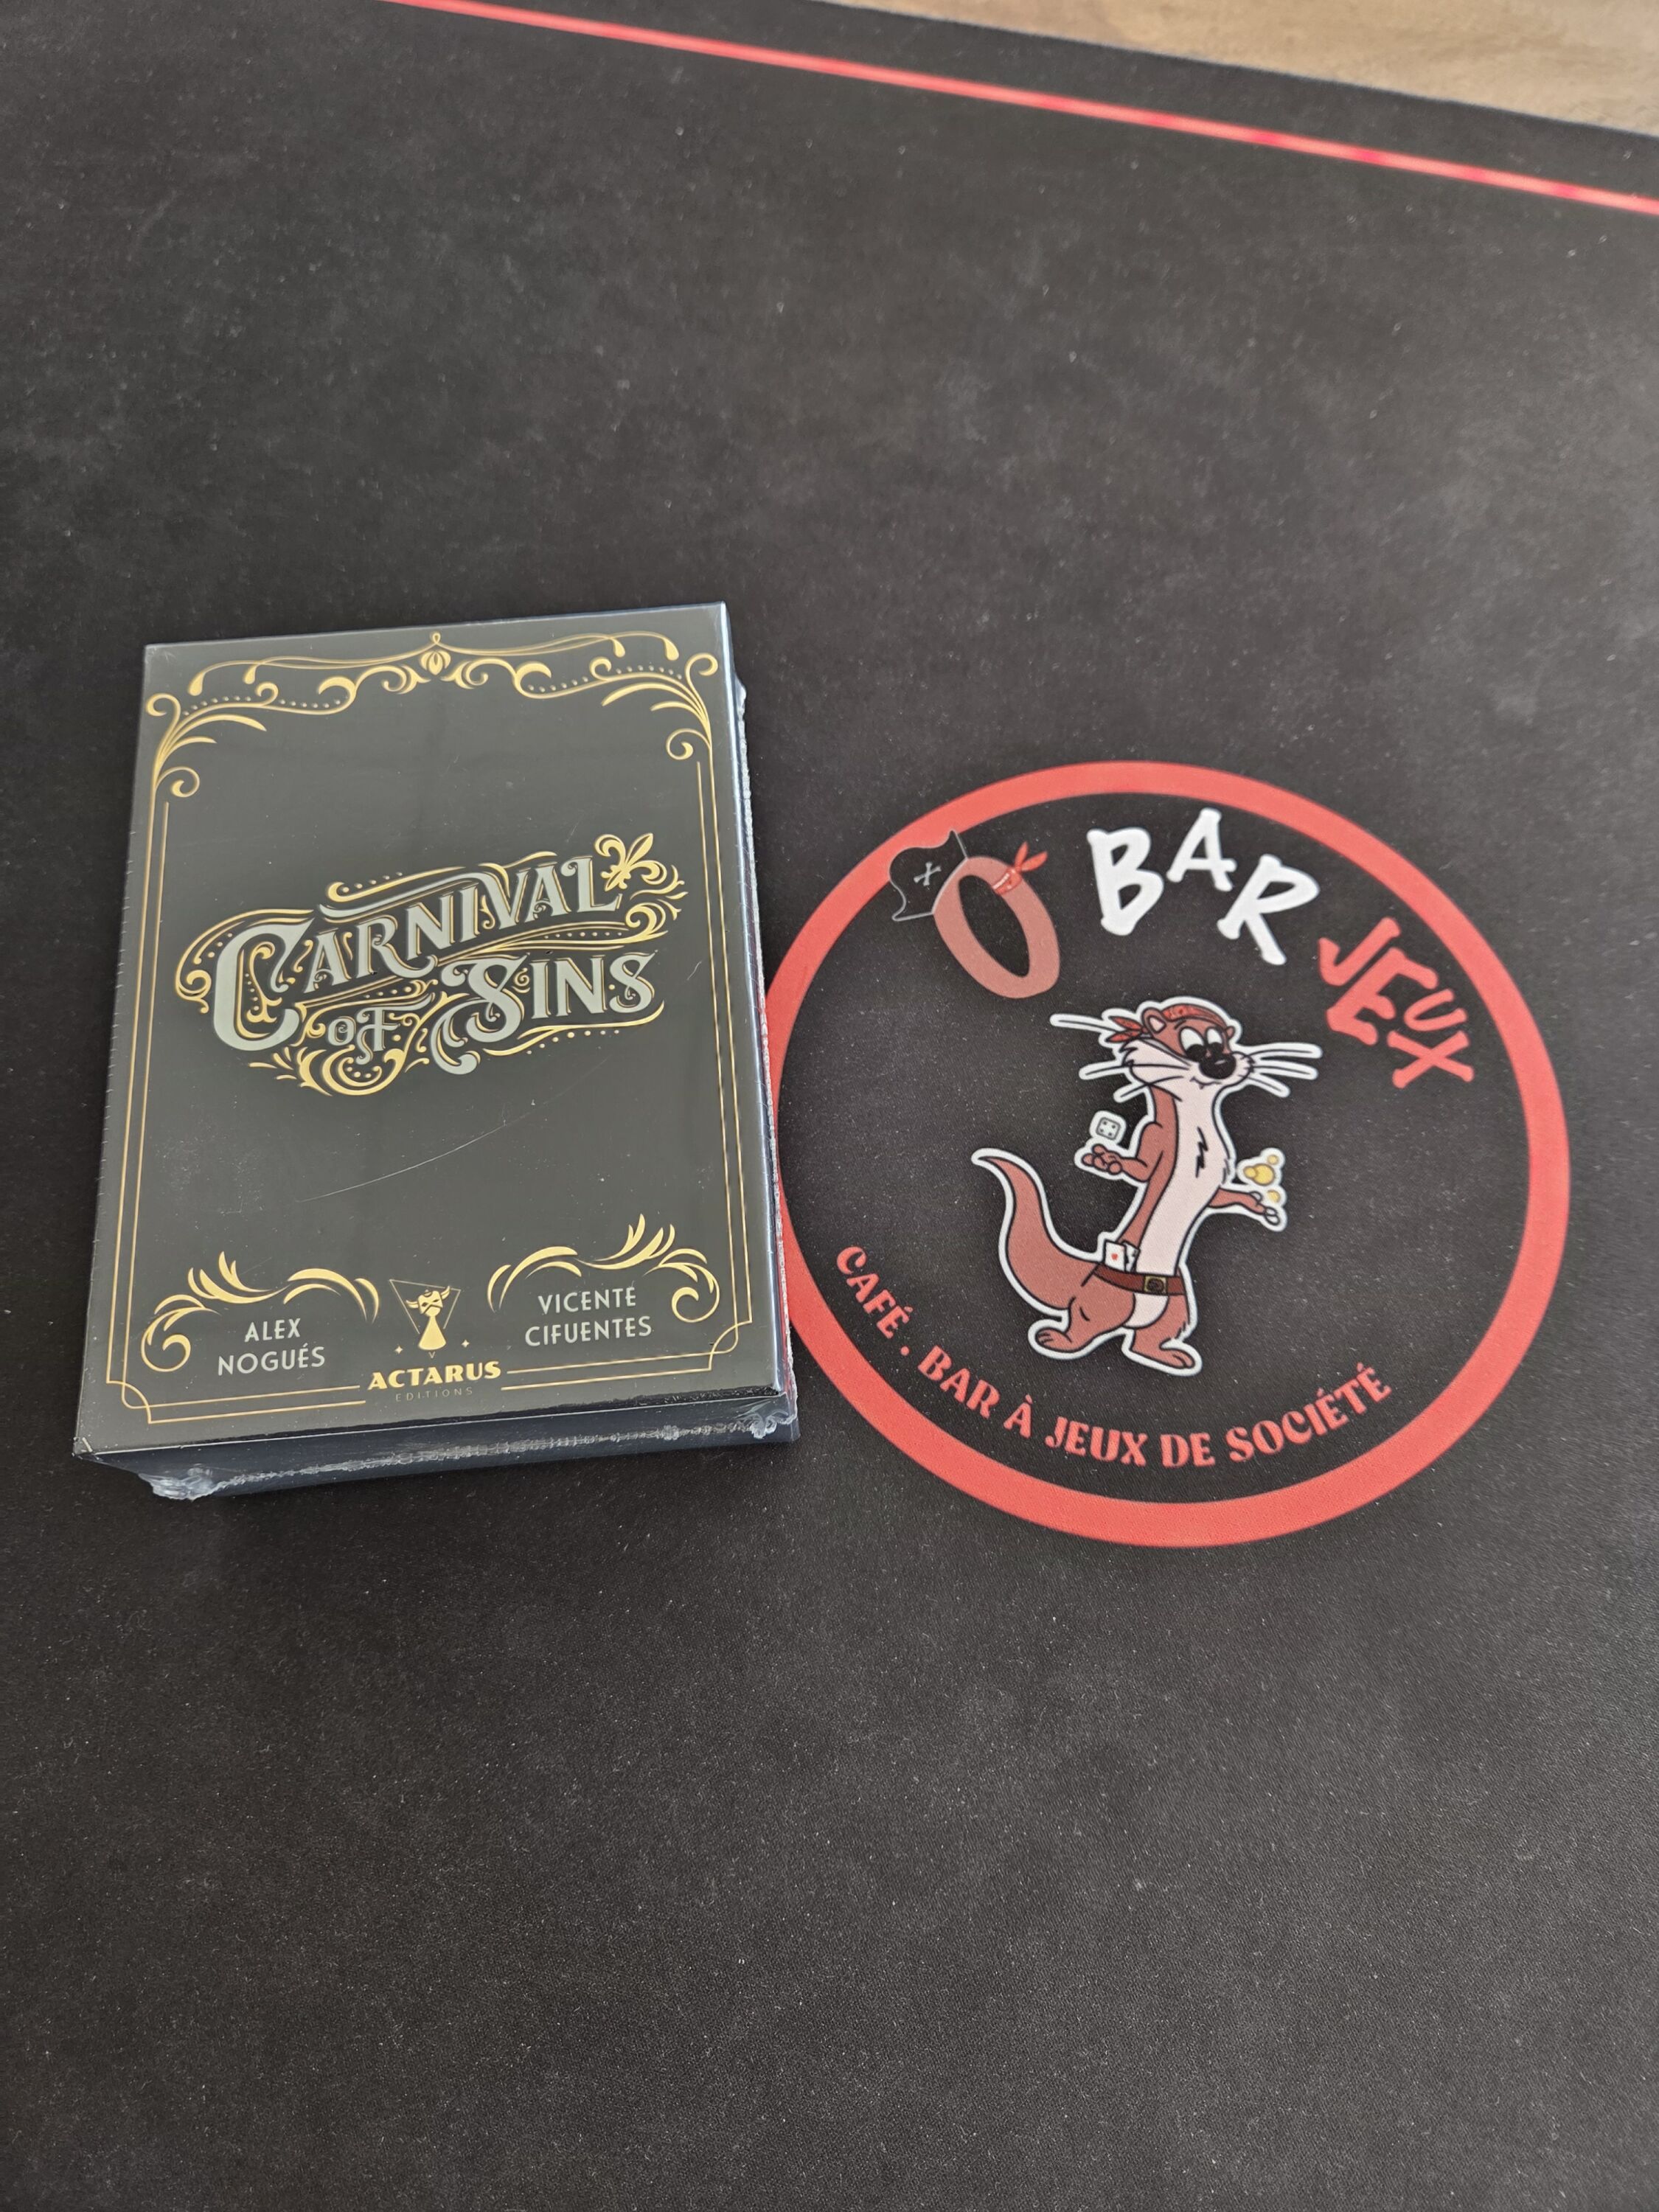 CARNIVAL
OF SINS
ALEX
NOGUÉS
ACTARUS
EDITIONS
VICENTE
CIFUENTES
O BAR JEUX
CAFÉ . BAR À JEUX DE SOCIÉTÉ